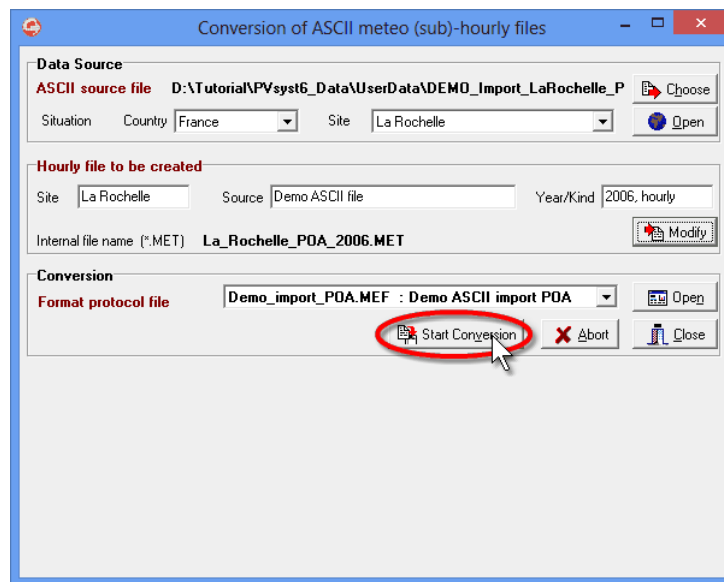 Conversion of ASCII meteo (sub)-hourly files
Data Source
ASCII source file D:\Tutorial\PVsyst6_Data\UserData\DEMO_Import_LaRochelle_P Choose
Situation Country France Site La Rochelle Open
Hourly file to be created
Site La Rochelle Source Demo ASCII file Year/Kind 2006, hourly
Internal file name (*.MET) La_Rochelle_POA_2006.MET Modify
Conversion
Format protocol file Demo_import_POA.MEF : Demo ASCII import POA Open
Start Conversion Abort Close